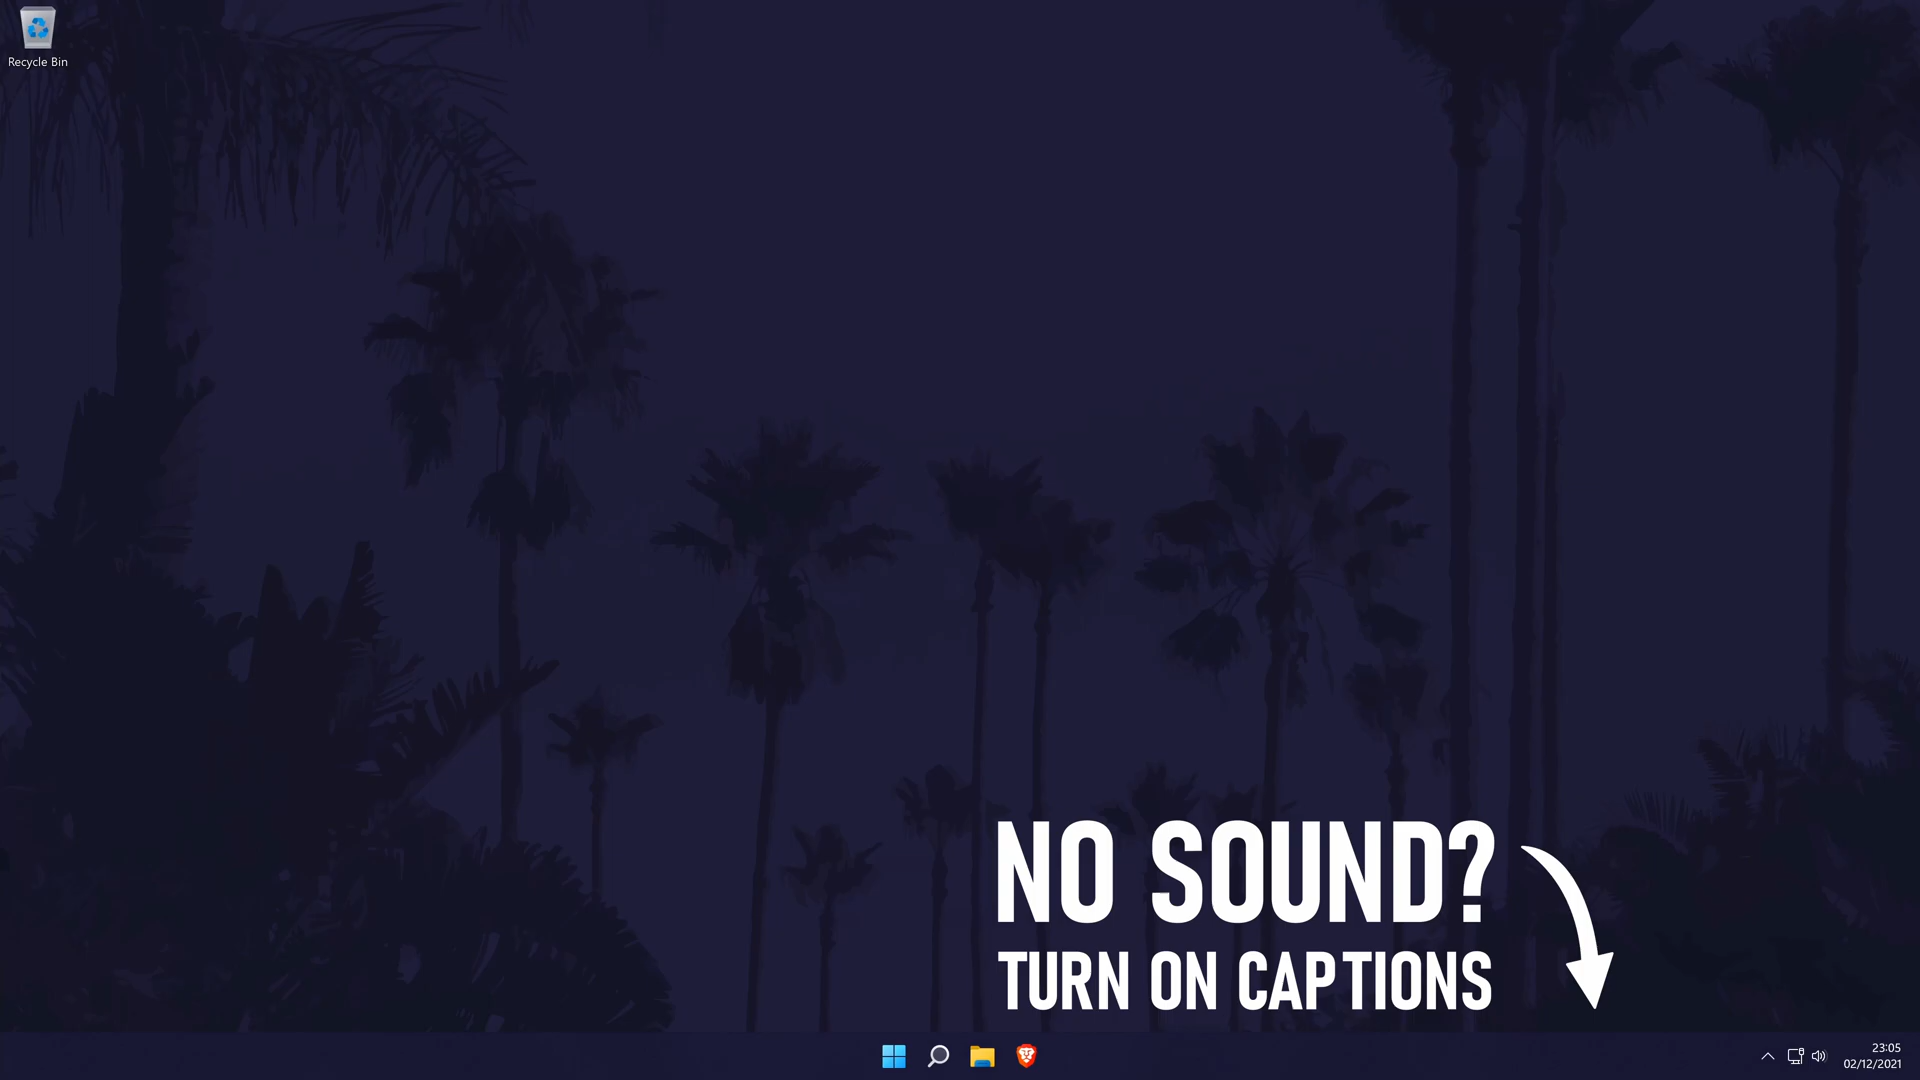 Recycle Bin
NO SOUND?
TURN ON CAPTIONS
23:05
02/12/2021